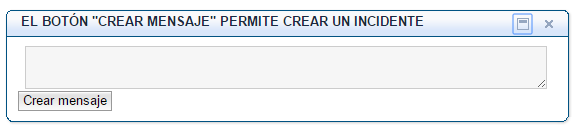 EL BOTÓN "CREAR MENSAJE" PERMITE CREAR UN INCIDENTE
Crear mensaje